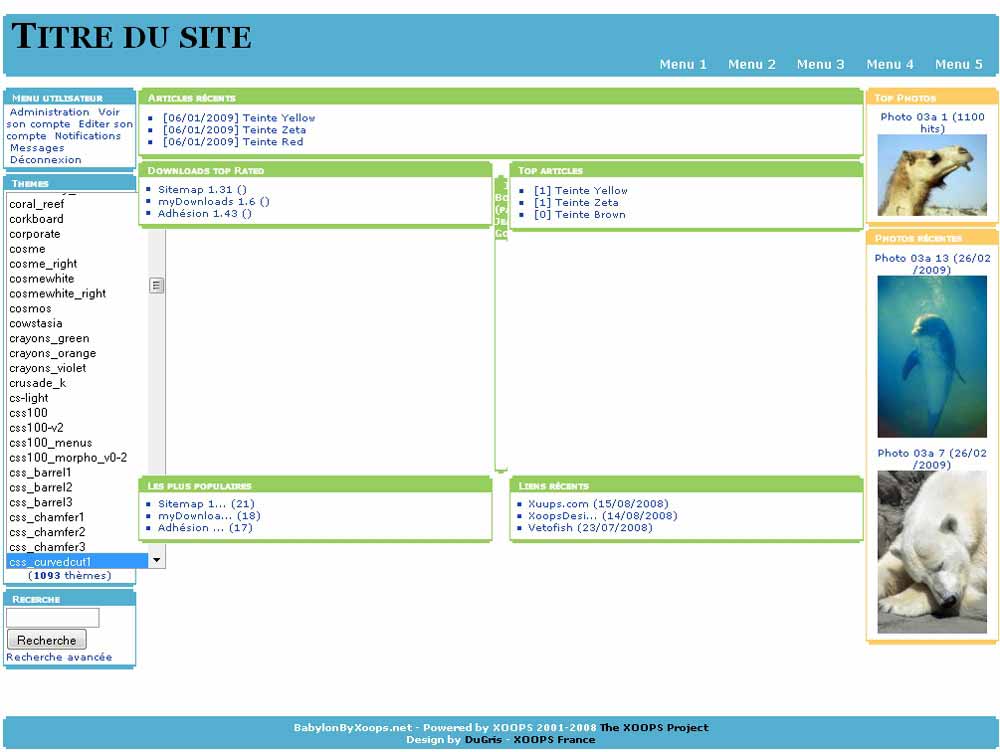 TITRE DU SITE
Menu 1 Menu 2 Menu 3 Menu 4 Menu 5
MENU UTILISATEUR
Administration Voir
son compte Editer son
compte Notifications
Messages
Déconnexion
THEMES
coral_reef
corkboard
corporate
cosme
cosme_right
cosmewhite
cosmewhite_right
cosmos
cowstasia
crayons_green
crayons_orange
crayons_violet
crusade_k
cs-light
css100
css100-v2
css100_menus
css100_morpho_v0-2
css_barrel1
css_barrel2
css_barrel3
css_chamfer1
css_chamfer2
css_chamfer3
css_curvedcut1
(1093 thèmes)
RECERCHE
Recherche
Recherche avancée
ARTICLES RÉCENTS
[06/01/2009] Teinte Yellow
[06/01/2009] Teinte Zeta
[06/01/2009] Teinte Red
DOWNLOADS TOP RATED
Sitemap 1.31 ()
myDownloads 1.6 ()
Adhésion 1.43 ()
TOP ARTICLES
[1] Teinte Yellow
[1] Teinte Zeta
[0] Teinte Brown
LES PLUS POPULAIRES
Sitemap 1... (21)
myDownloa... (18)
Adhésion ... (17)
LIENS RÉCENTS
Xuups.com (15/08/2008)
XoopsDesi... (14/08/2008)
Vetofish (23/07/2008)
TOP PHOTOS
Photo 03a 1 (1100
hits)
PHOTOS RÉCENTES
Photo 03a 13 (26/02
/2009)
Photo 03a 7 (26/02
/2009)
BabylonByXoops.net - Powered by XOOPS 2001-2008 The XOOPS Project
Design by DuGris - XOOPS France